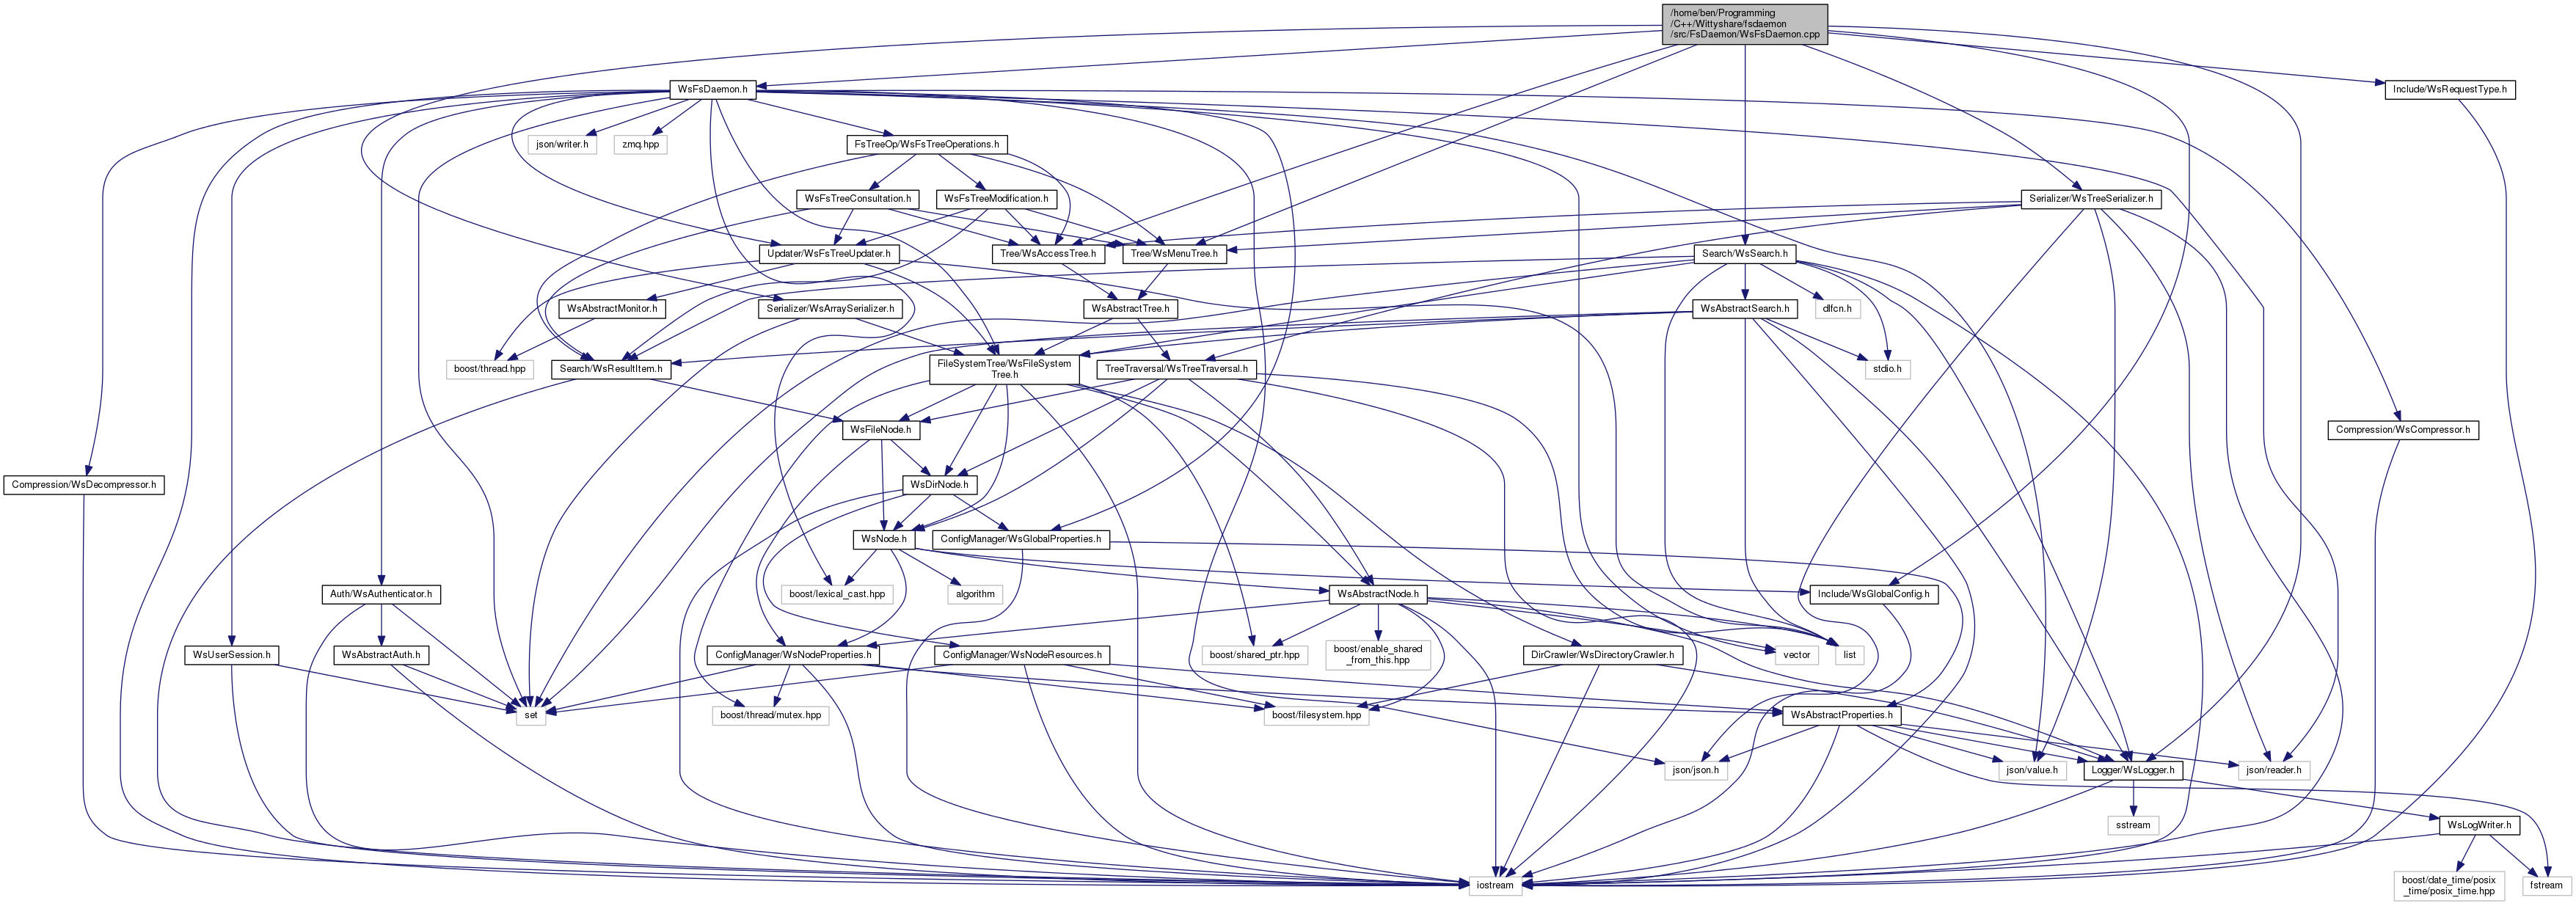 /home/ben/Programming
/C++/Wittyshare/fsdaemon
/src/FsDaemon/WsFsDaemon.cpp
WsFsDaemon.h
Include/WsRequestType.h
json/writer.h
zmq.hpp
FsTreeOp/WsFsTreeOperations.h
WsFsTreeConsultation.h
WsFsTreeModification.h
Serializer/WsTreeSerializer.h
Updater/WsFsTreeUpdater.h
Tree/WsAccessTree.h
Tree/WsMenuTree.h
Search/WsSearch.h
WsAbstractMonitor.h
Serializer/WsArraySerializer.h
WsAbstractTree.h
WsAbstractSearch.h
dlfcn.h
boost/thread.hpp
Search/WsResultItem.h
FileSystemTree/WsFileSystem
Tree.h
TreeTraversal/WsTreeTraversal.h
stdio.h
WsFileNode.h
Compression/WsCompressor.h
Compression/WsDecompressor.h
WsDirNode.h
WsNode.h
ConfigManager/WsGlobalProperties.h
Auth/WsAuthenticator.h
boost/lexical_cast.hpp
algorithm
WsAbstractNode.h
Include/WsGlobalConfig.h
WsUserSession.h
WsAbstractAuth.h
ConfigManager/WsNodeProperties.h
ConfigManager/WsNodeResources.h
boost/shared_ptr.hpp
boost/enable_shared
_from_this.hpp
DirCrawler/WsDirectoryCrawler.h
vector
list
set
boost/thread/mutex.hpp
boost/filesystem.hpp
WsAbstractProperties.h
json/json.h
json/value.h
Logger/WsLogger.h
json/reader.h
sstream
WsLogWriter.h
iostream
boost/date_time/posix
_time/posix_time.hpp
fstream